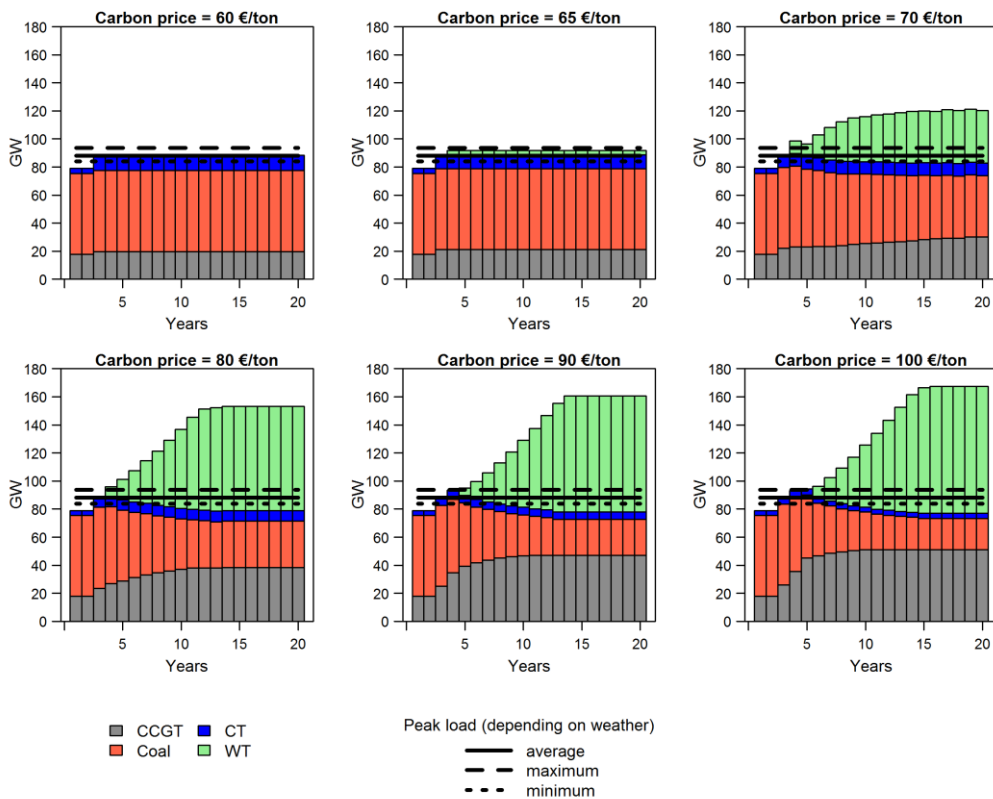 Carbon price = 60 €/ton
180
160
140
120
100
80
60
40
20
0
GW
5 10 15 20
Years
Carbon price = 65 €/ton
180
160
140
120
100
80
60
40
20
0
GW
5 10 15 20
Years
Carbon price = 70 €/ton
180
160
140
120
100
80
60
40
20
0
GW
5 10 15 20
Years
Carbon price = 80 €/ton
180
160
140
120
100
80
60
40
20
0
GW
5 10 15 20
Years
Carbon price = 90 €/ton
180
160
140
120
100
80
60
40
20
0
GW
5 10 15 20
Years
Carbon price = 100 €/ton
180
160
140
120
100
80
60
40
20
0
GW
5 10 15 20
Years
CCGT CT
Coal WT
Peak load (depending on weather)
average
maximum
minimum